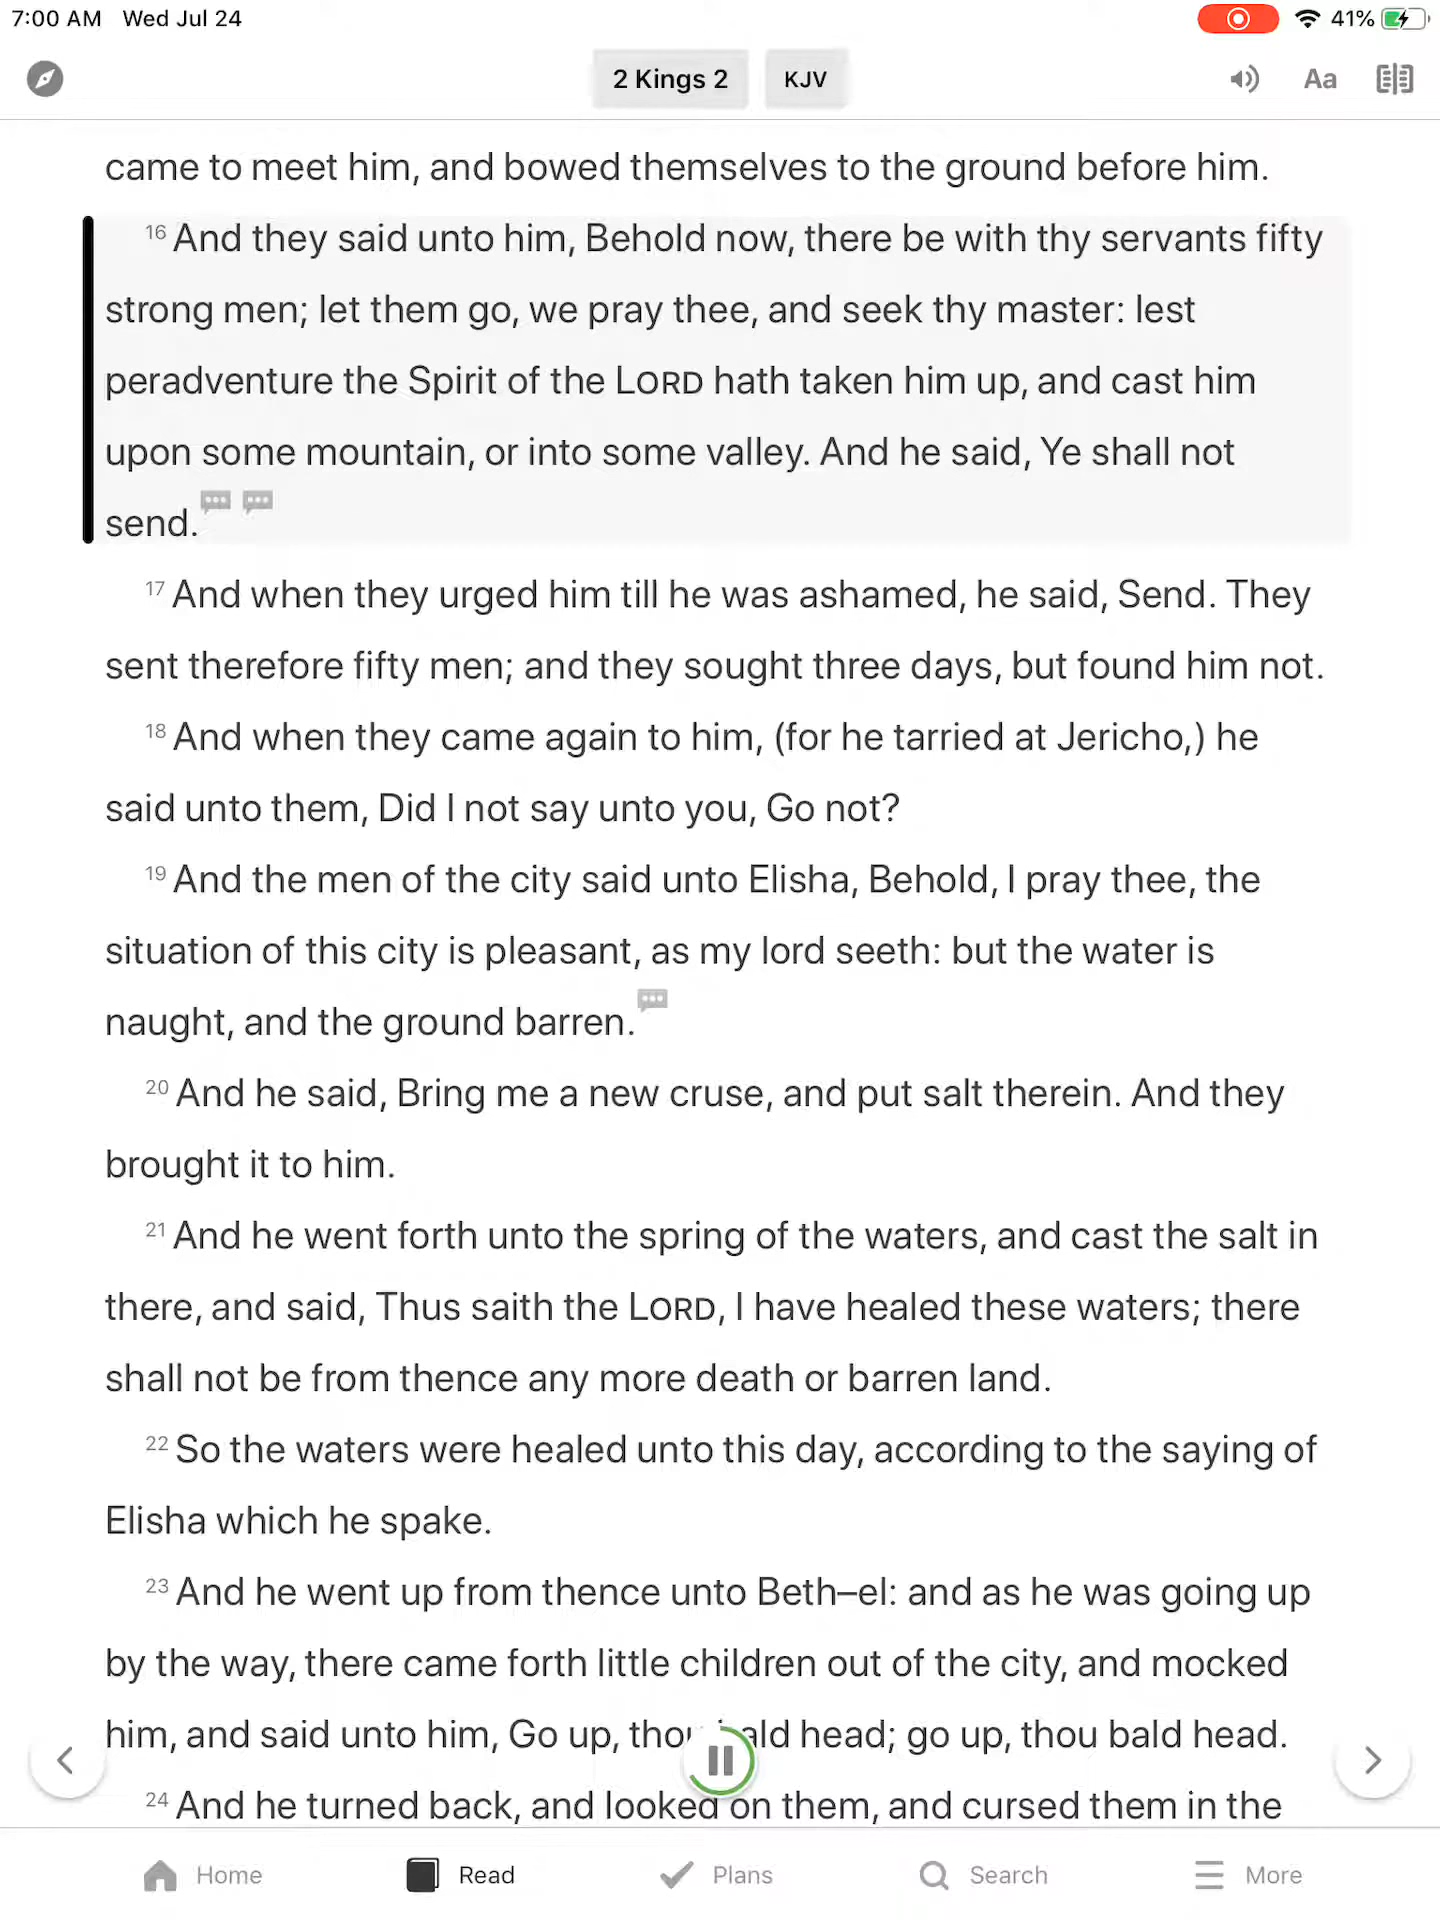 7:00 AM Wed Jul 24 41%
2 Kings 2 KJV Aa
came to meet him, and bowed themselves to the ground before him.
16 And they said unto him, Behold now, there be with thy servants fifty
strong men; let them go, we pray thee, and seek thy master: lest
peradventure the Spirit of the LORD hath taken him up, and cast him
upon some mountain, or into some valley. And he said, Ye shall not
send.
17 And when they urged him till he was ashamed, he said, Send. They
sent therefore fifty men; and they sought three days, but found him not.
18 And when they came again to him, (for he tarried at Jericho,) he
said unto them, Did I not say unto you, Go not?
19 And the men of the city said unto Elisha, Behold, I pray thee, the
situation of this city is pleasant, as my lord seeth: but the water is
naught, and the ground barren.
20 And he said, Bring me a new cruse, and put salt therein. And they
brought it to him.
21 And he went forth unto the spring of the waters, and cast the salt in
there, and said, Thus saith the LORD, I have healed these waters; there
shall not be from thence any more death or barren land.
22 So the waters were healed unto this day, according to the saying of
Elisha which he spake.
23 And he went up from thence unto Beth–el: and as he was going up
by the way, there came forth little children out of the city, and mocked
him, and said unto him, Go up, thou bald head; go up, thou bald head.
24 And he turned back, and looked on them, and cursed them in the
Home Read Plans Search More